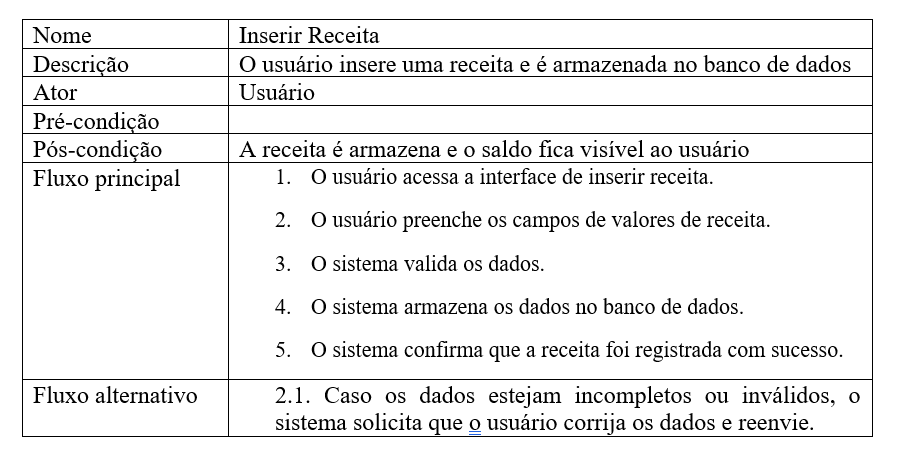 Nome Inserir Receita
Descrição O usuário insere uma receita e é armazenada no banco de dados
Ator Usuário
Pré-condição
Pós-condição A receita é armazena e o saldo fica visível ao usuário
Fluxo principal 1. O usuário acessa a interface de inserir receita.
2. O usuário preenche os campos de valores de receita.
3. O sistema valida os dados.
4. O sistema armazena os dados no banco de dados.
5. O sistema confirma que a receita foi registrada com sucesso.
Fluxo alternativo 2.1. Caso os dados estejam incompletos ou inválidos, o
sistema solicita que o usuário corrija os dados e reenvie.